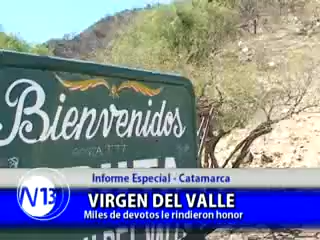 Bienvenidos
Informe Especial - Catamarca
N13
VIRGEN DEL VALLE
Miles de devotos le rindieron honor